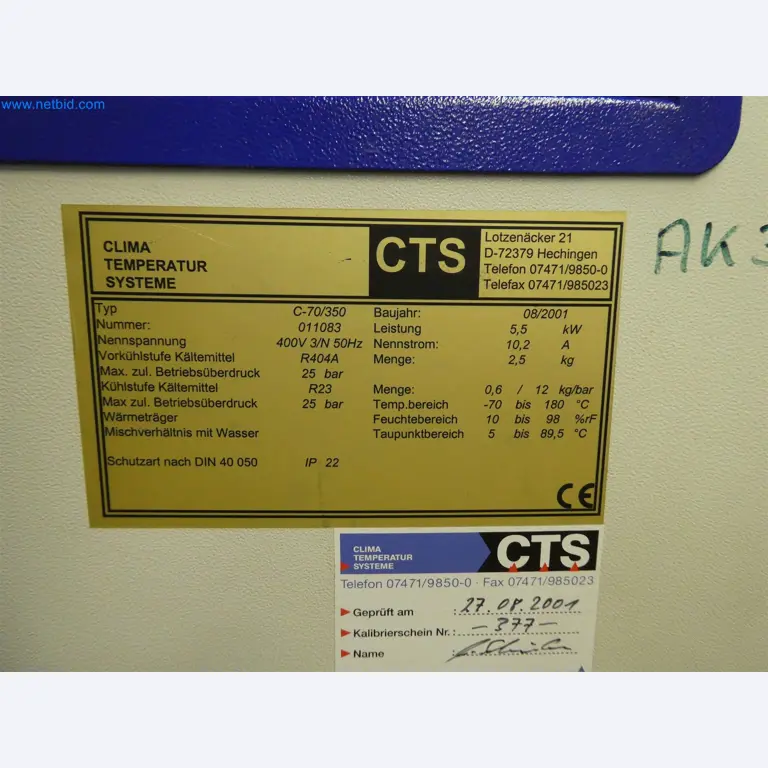 www.netbid.com
CLIMA
TEMPERATUR
SYSTEME
CTS
Lotzenäcker 21
D-72379 Hechingen
Telefon 07471/9850-0
Telefax 07471/985023
AK
Typ C-70/350 Baujahr: 08/2001
Nummer: 011083 Leistung 5,5 kW
Nennspannung 400V 3/N 50Hz Nennstrom: 10,2 A
Vorkühlstufe Kältemittel R404A Menge: 2,5 kg
Max. zul. Betriebsüberdruck 25 bar
Kühlstufe Kältemittel R23 Menge: 0,6 / 12 kg/bar
Max zul. Betriebsüberdruck 25 bar Temp.bereich -70 bis 180 °C
Wärmeträger Feuchtebereich 10 bis 98 %rF
Mischverhältnis mit Wasser Taupunktbereich 5 bis 89,5 °C
Schutzart nach DIN 40 050 IP 22
CE
CLIMA
TEMPERATUR
SYSTEME
CTS
Telefon 07471/9850-0 · Fax 07471/985023
Geprüft am : 27.08.2001
Kalibrierschein Nr.: -377-
Name :